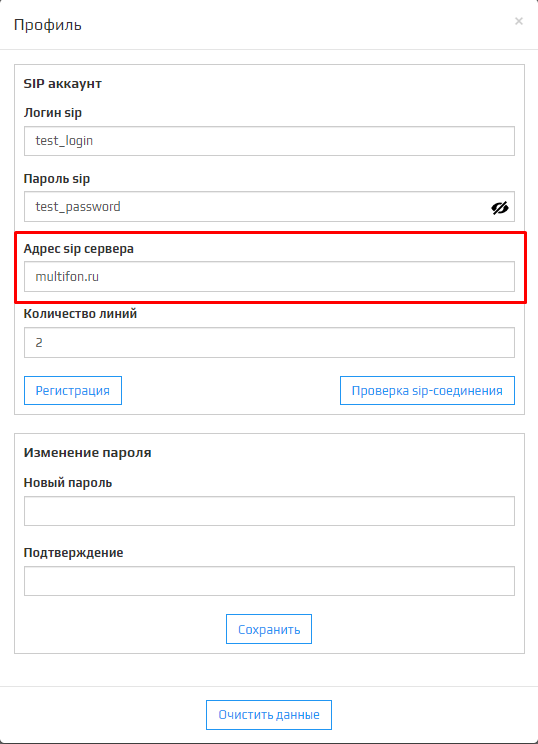 Профиль
×
SIP аккаунт
Логин sip
test_login
Пароль sip
test_password
Адрес sip сервера
multifon.ru
Количество линий
2
Регистрация
Проверка sip-соединения
Изменение пароля
Новый пароль
Подтверждение
Сохранить
Очистить данные